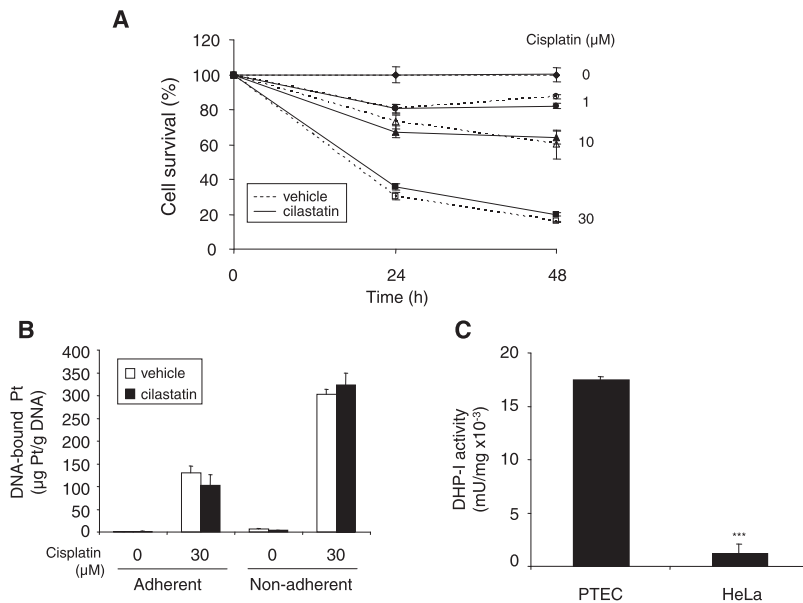 A
Cisplatin (µM)
120
100
80
60
40
20
0
Cell survival (%)
0
1
10
30
vehicle
cilastatin
0
24
48
Time (h)
B
400
350
300
250
200
150
100
50
0
DNA-bound Pt
(µg Pt/g DNA)
vehicle
cilastatin
Cisplatin
(µM)
0
30
0
30
Adherent
Non-adherent
C
20
15
10
5
0
DHP-I activity
(mU/mg x10-3)
***
PTEC
HeLa